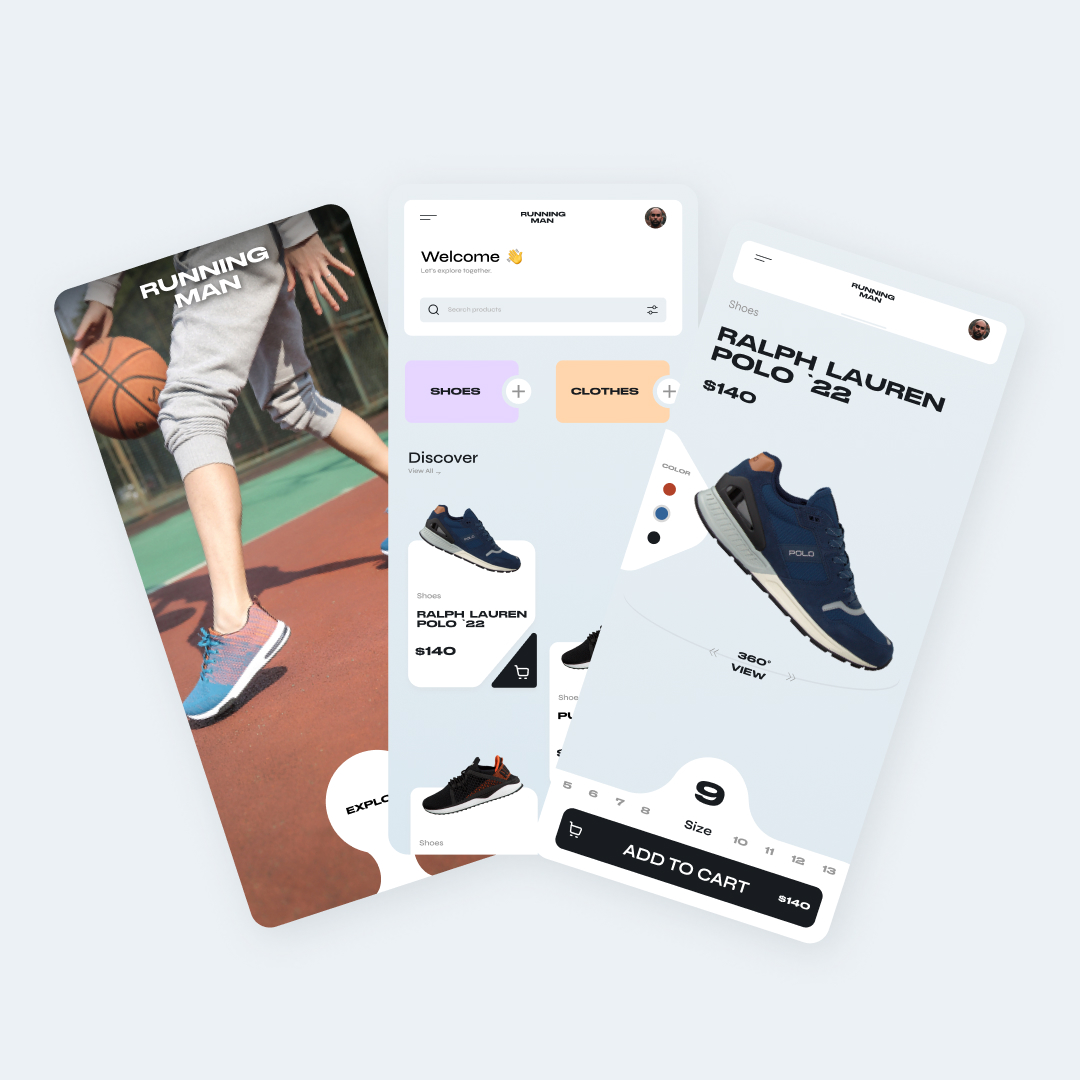 RUNNING
MAN
EXPLO
RUNNING
MAN
Welcome 👋
Let's explore together.
Search products
SHOES
CLOTHES
Discover
View All →
Shoes
RALPH LAUREN
POLO `22
$140
Shoes
Shoes
RUNNING
MAN
Shoes
RALPH LAUREN
POLO `22
$140
COLOR
POLO
360°
VIEW
5 6 7 8 9 10 11 12 13
Size
ADD TO CART
$140